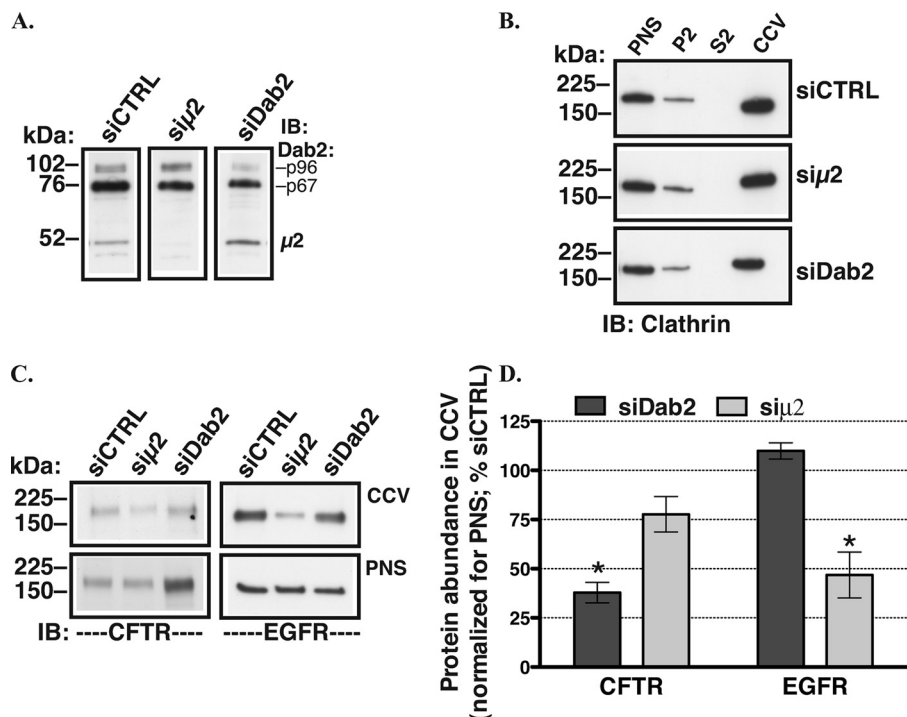 A.
siCTRL siμ2 siDab2
kDa: IB:
Dab2:
102– –p96
76– –p67
52– μ2
B.
kDa: PNS P2 S2 CCV
225–
150– siCTRL
225–
150– siμ2
225–
150– siDab2
IB: Clathrin
C.
siCTRL siμ2 siDab2 siCTRL siμ2 siDab2
kDa:
225– CCV
150–
225– PNS
150–
IB: ----CFTR---- -----EGFR----
D.
Protein abundance in CCV
(normalized for PNS; % siCTRL)
siDab2 siμ2
125
100
75
50
25
0
* *
CFTR EGFR